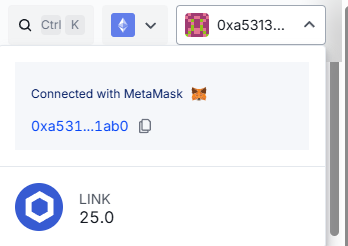 Ctrl K 0xa5313...
Connected with MetaMask
0xa531...1ab0
LINK
25.0